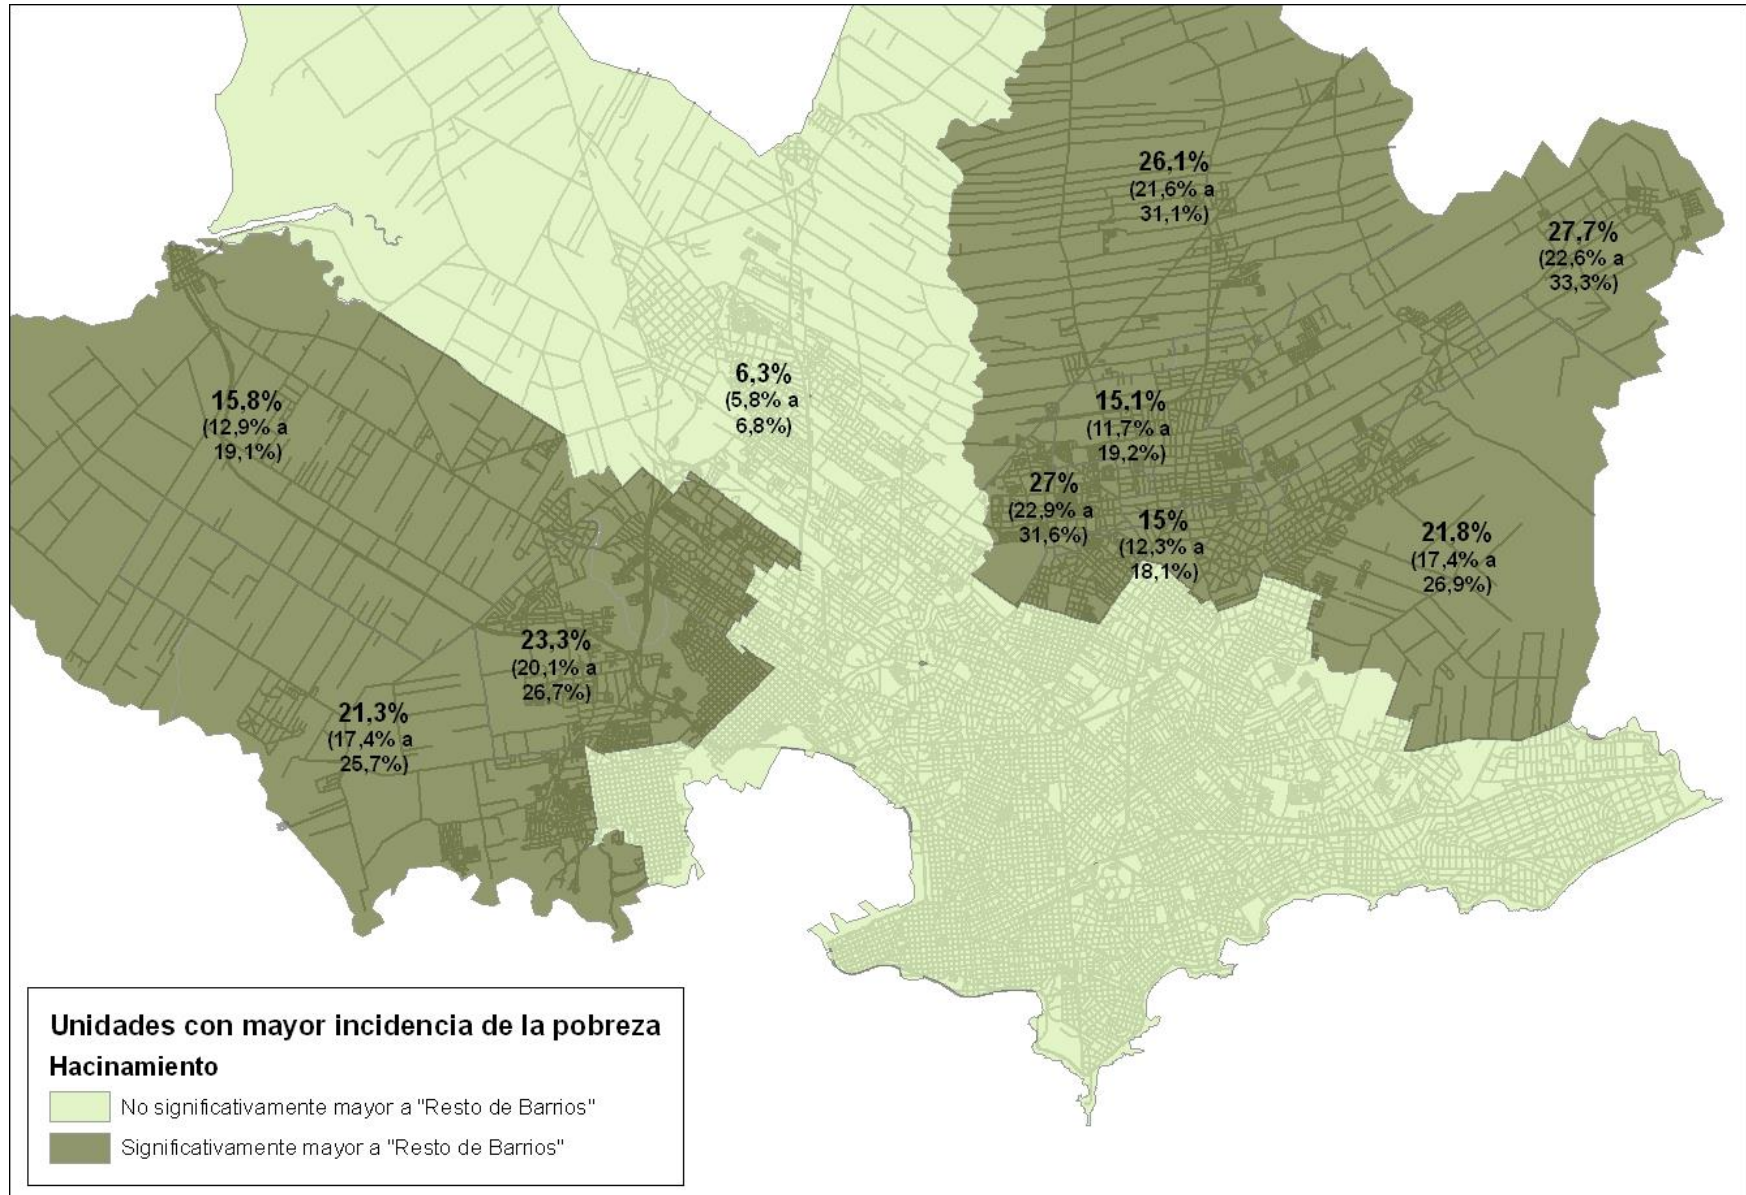 26,1%
(21,6% a
31,1%)
27,7%
(22,6% a
33,3%)
6,3%
(5,8% a
6,8%)
15,8%
(12,9% a
19,1%)
15,1%
(11,7% a
19,2%)
27%
(22,9% a
31,6%)
15%
(12,3% a
18,1%)
21,8%
(17,4% a
26,9%)
23,3%
(20,1% a
26,7%)
21,3%
(17,4% a
25,7%)
Unidades con mayor incidencia de la pobreza
Hacinamiento
No significativamente mayor a "Resto de Barrios"
Significativamente mayor a "Resto de Barrios"